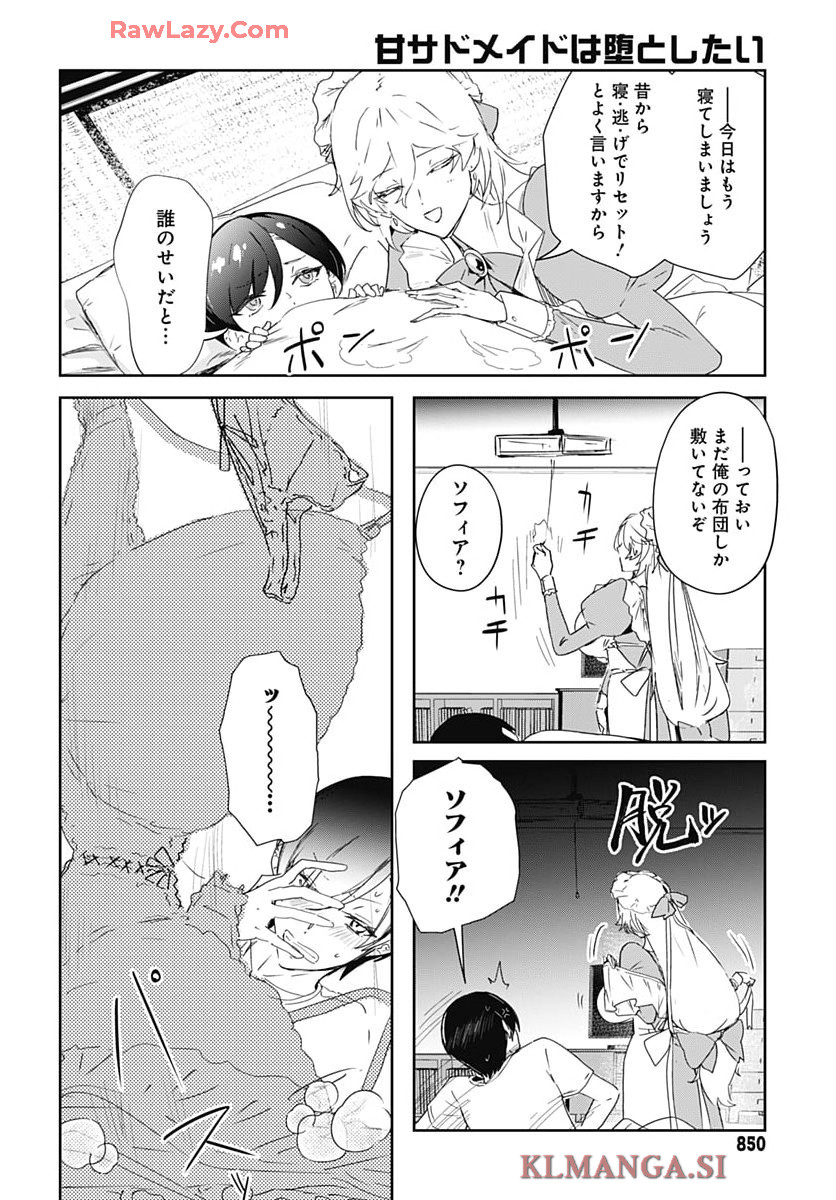 RawLazy.Com
甘サドメイドは堕としたい
――今日はもう
寝てしまいましょう
昔から
寝逃げでリセット！
とよく言いますから
誰のせいだと…
ポン
ポン
――っておい
まだ俺の布団しか
敷いてないぞ
ソフィア？
カチ
カチ
脱ッ
ソフィア!!
ッ〜〜〜〜…
850
KLMANGA.SI